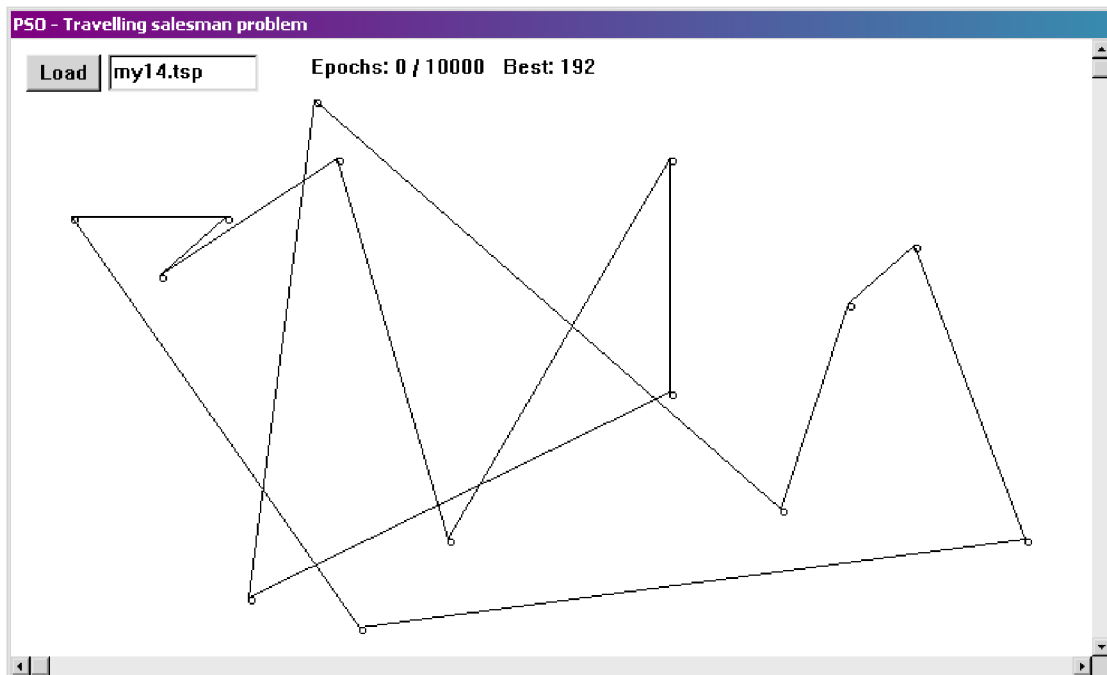 PSO - Travelling salesman problem
Load my14.tsp Epochs: 0 / 10000 Best: 192